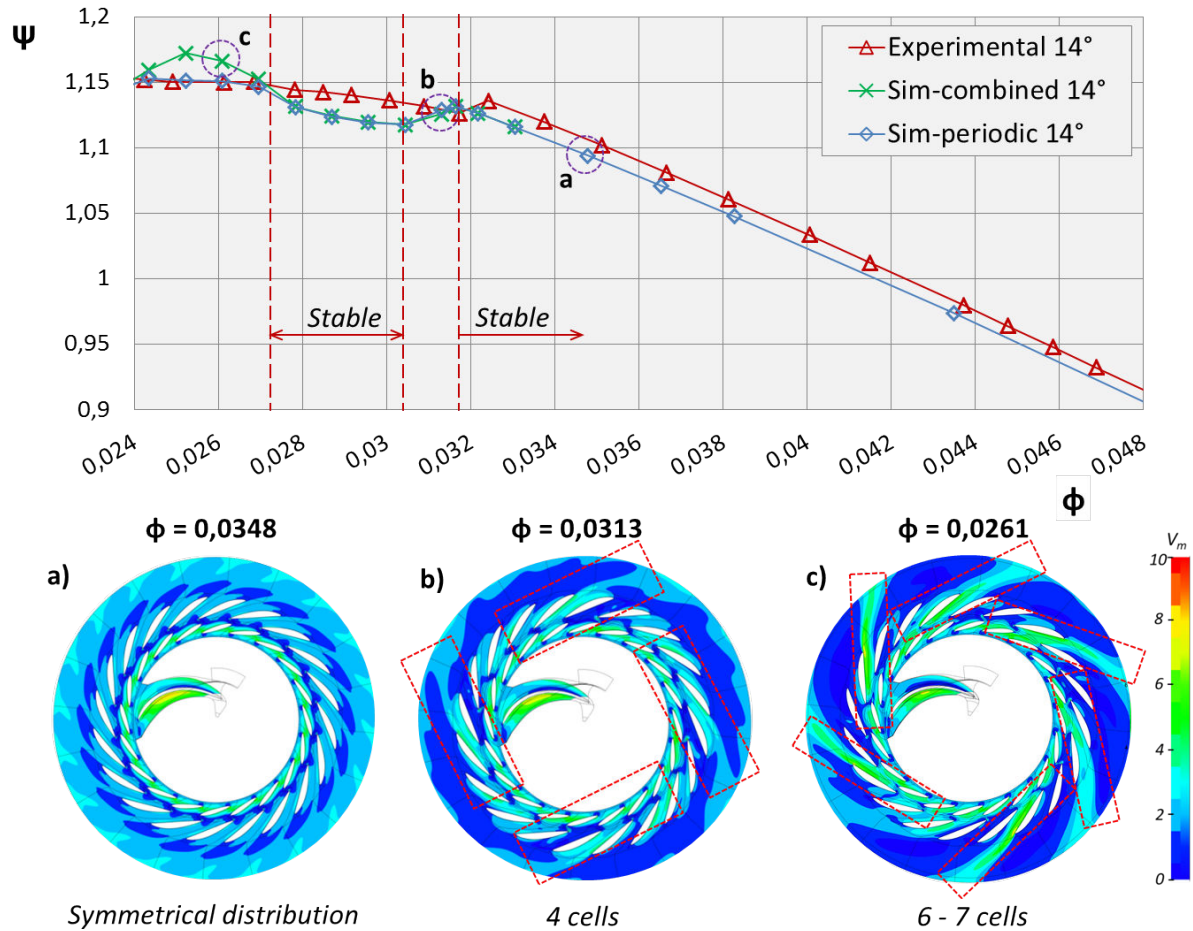 Ψ
1,2
1,15
1,1
1,05
1
0,95
0,9
c
b
a
Experimental 14°
Sim-combined 14°
Sim-periodic 14°
Stable
Stable
0,024
0,026
0,028
0,03
0,032
0,034
0,036
0,038
0,04
0,042
0,044
0,046
0,048
ϕ
ϕ = 0,0348
ϕ = 0,0313
ϕ = 0,0261
a)
b)
c)
Vm
10
8
6
4
2
0
Symmetrical distribution
4 cells
6 - 7 cells